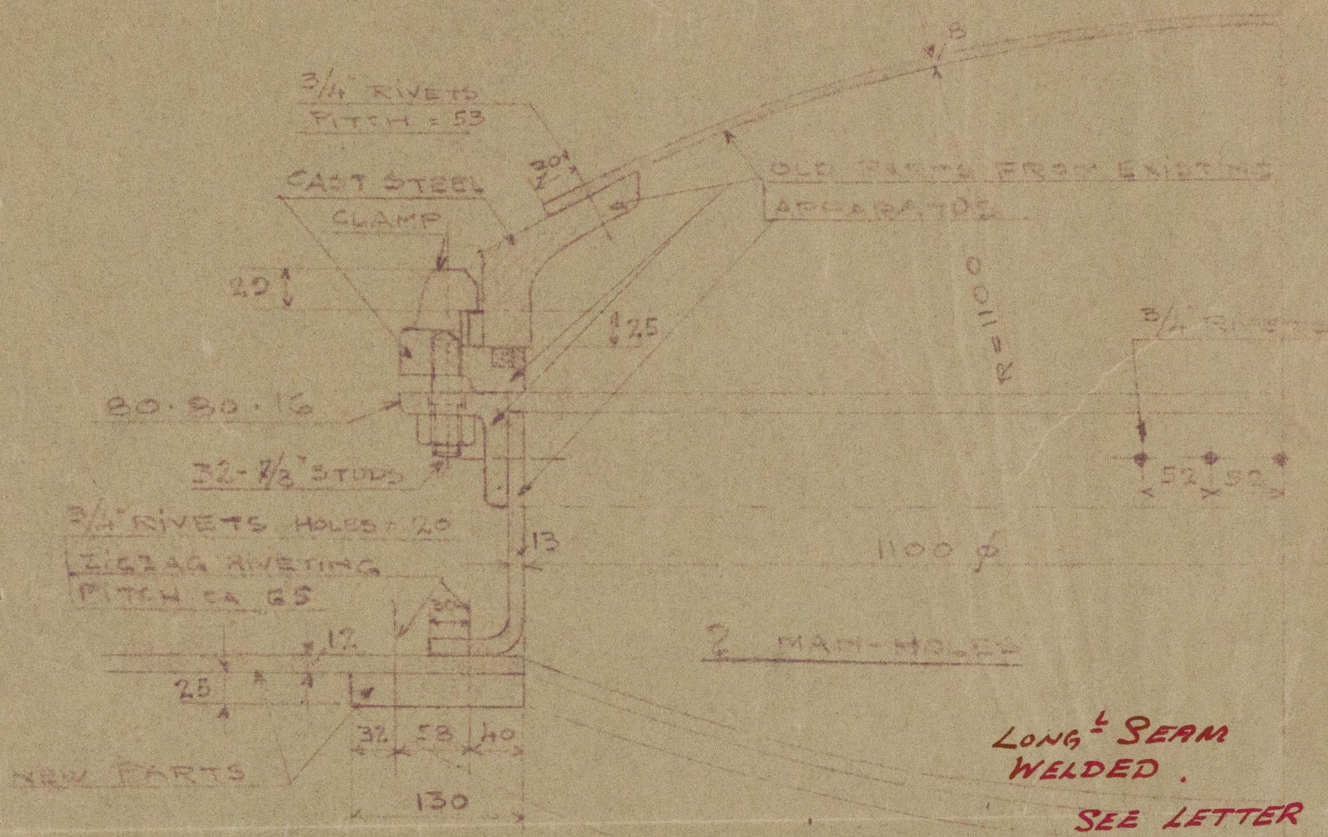 3/4" RIVETS
PITCH = 53
8
30
CAST STEEL
CLAMP
OLD PARTS FROM EXISTING
APPARATUS
20
25
R=1100
3/4" RIVETS
80·80·16
52 52
32-7/8" STUDS
3/4" RIVETS HOLES = 20
ZIGZAG RIVETING
PITCH CA 65
13
1100 ϕ
30
12
25
2 MAN-HOLES
32 58 40
NEW PARTS
130
LONG L SEAM
WELDED.
SEE LETTER